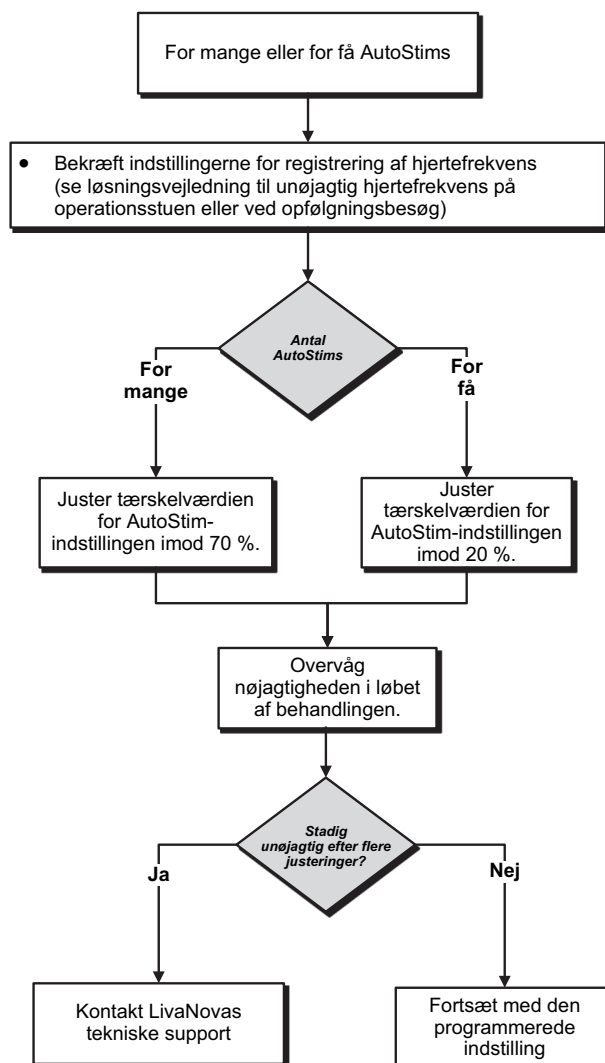 For mange eller for få AutoStims
• Bekræft indstillingerne for registrering af hjertefrekvens
(se løsningsvejledning til unøjagtig hjertefrekvens på
operationsstuen eller ved opfølgningsbesøg)
Antal
AutoStims
For
mange
For
få
Juster tærskelværdien
for AutoStim-
indstillingen imod 70 %.
Juster
tærskelværdien for
AutoStim-indstillingen
imod 20 %.
Overvåg
nøjagtigheden i løbet
af behandlingen.
Stadig
unøjagtig efter flere
justeringer?
Ja
Nej
Kontakt LivaNovas
tekniske support
Fortsæt med den
programmerede
indstilling